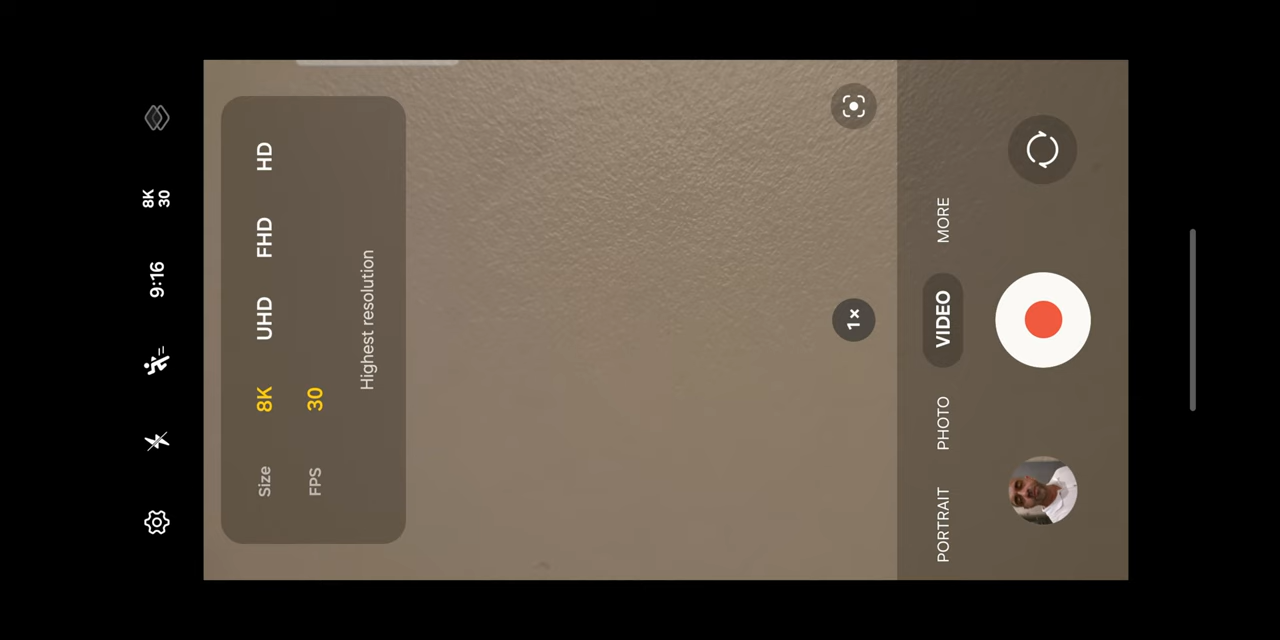 8K
30
9:16
Size 8K UHD FHD HD
FPS 30
Highest resolution
1×
PORTRAIT PHOTO VIDEO MORE